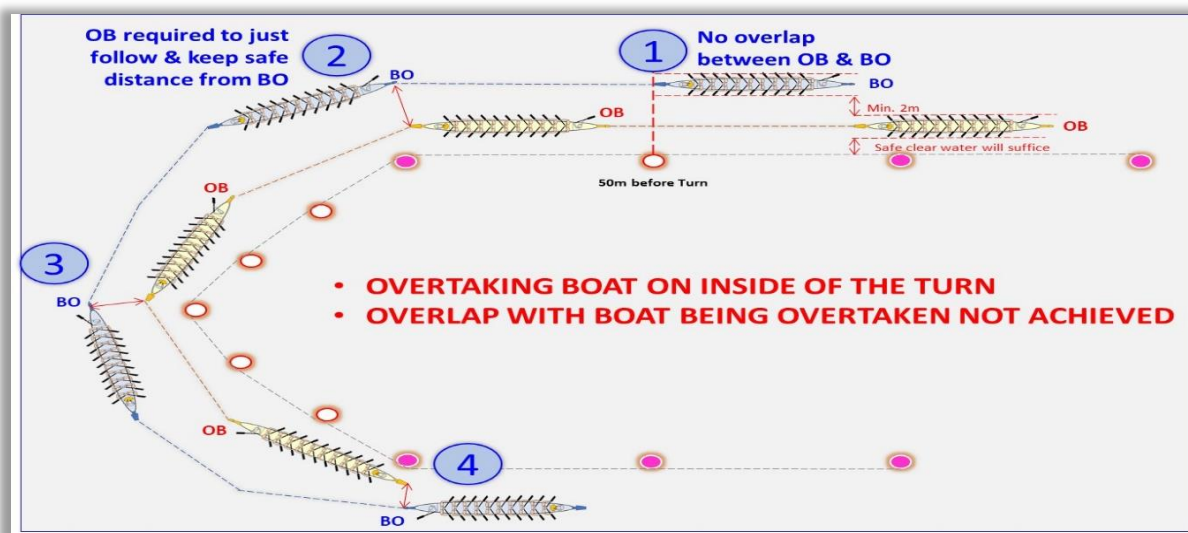 OB required to just
follow & keep safe
distance from BO
2
1
No overlap
between OB & BO
BO
BO
Min. 2m
OB
OB
Safe clear water will suffice
50m before Turn
OB
3
BO
• OVERTAKING BOAT ON INSIDE OF THE TURN
• OVERLAP WITH BOAT BEING OVERTAKEN NOT ACHIEVED
OB
4
BO